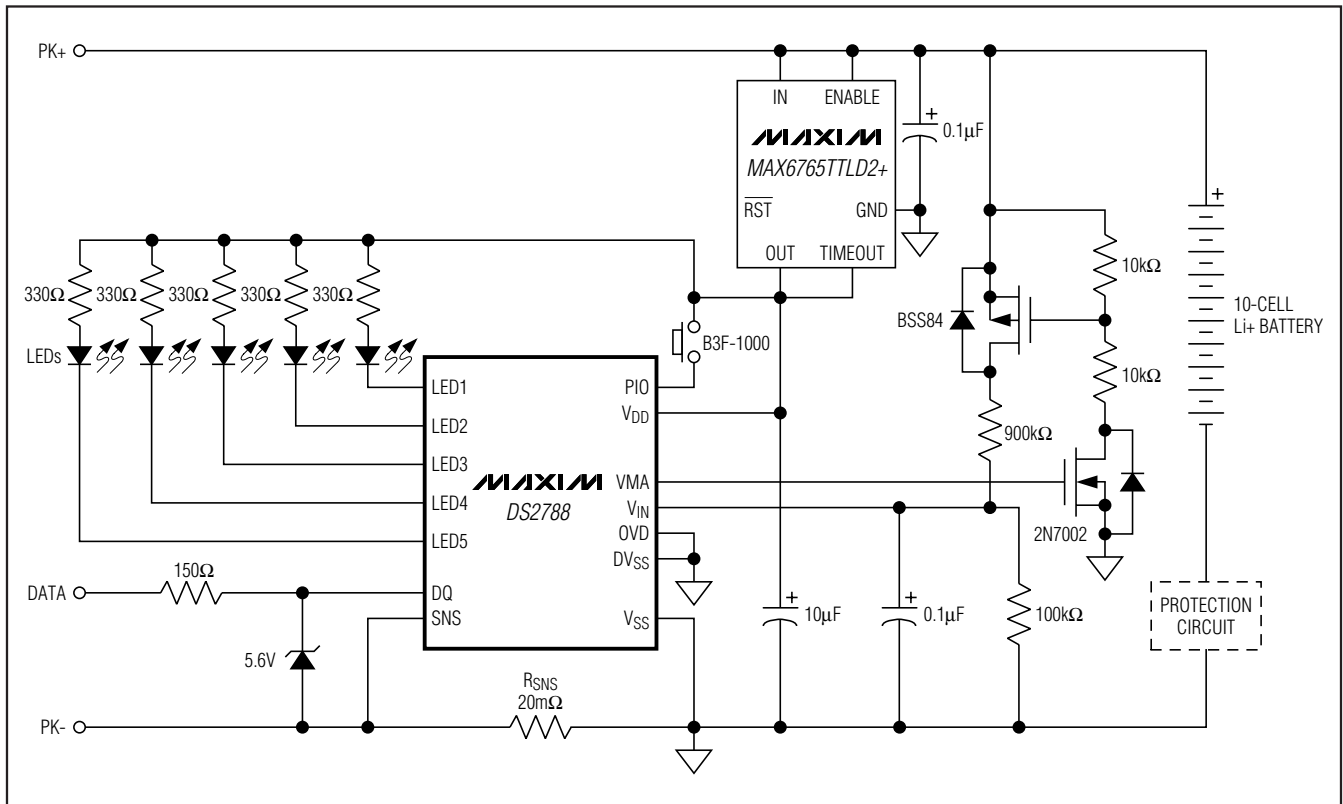 PK+
IN ENABLE
MAXIM
MAX6765TTLD2+
RST GND
OUT TIMEOUT
+
0.1µF
+
10kΩ
10-CELL
Li+ BATTERY
BSS84
10kΩ
330Ω 330Ω 330Ω 330Ω 330Ω
LEDs
B3F-1000
900kΩ
2N7002
LED1 PIO
LED2 VDD
LED3
MAXIM VMA
DS2788
LED4 VIN
LED5 OVD
DVSS
DATA 150Ω DQ
SNS VSS
5.6V
+
10µF
+
0.1µF
100kΩ
PROTECTION
CIRCUIT
RSNS
20mΩ
PK-